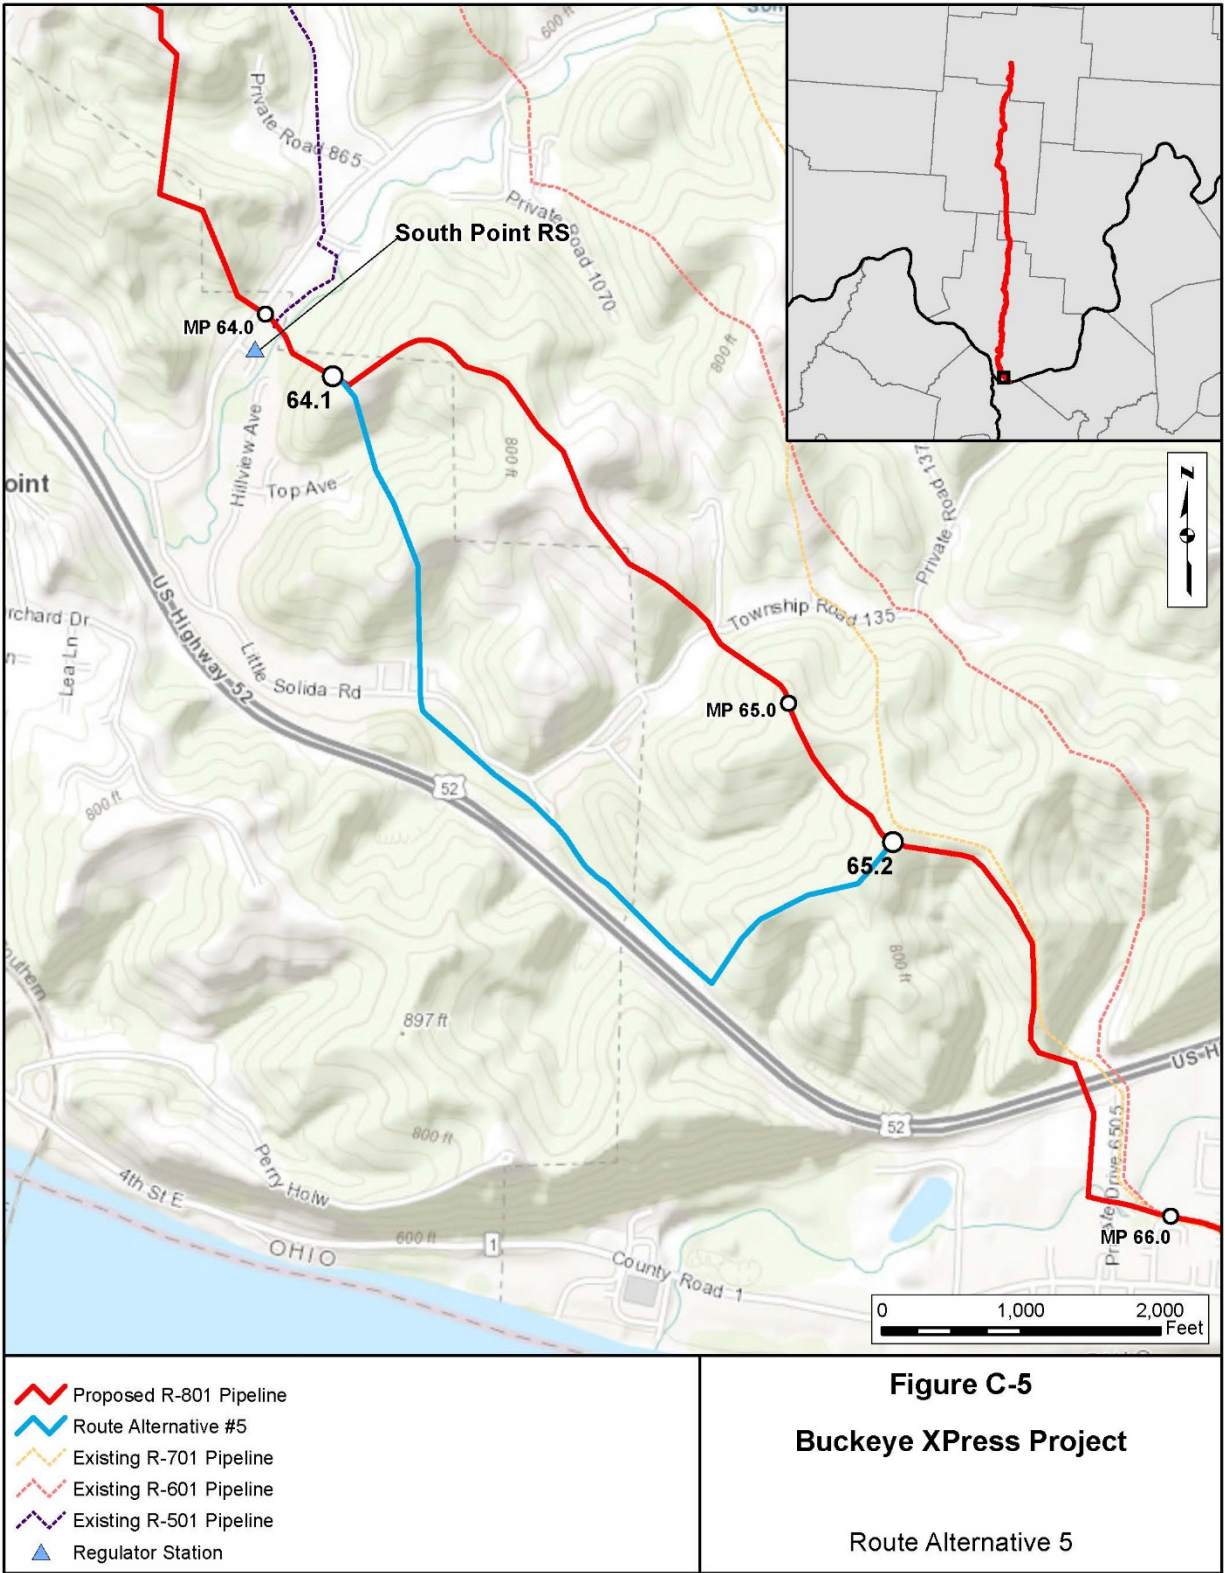 600 ft
Private Road 865
South Point RS
Private Road 1070
MP 64.0
64.1
800 ft
800 ft
Hillview Ave
Top Ave
oint
Private Road 137
N
US Highway 52
rchard Dr
Lea Ln
Little Solida Rd
Township Road 135
MP 65.0
52
800 ft
65.2
800 ft
outhern
897 ft
US-H
800 ft
52
Perry Holw
Private Drive 6505
4th St E
600 ft
OHIO
1
County Road 1
MP 66.0
0 1,000 2,000
Feet
Proposed R-801 Pipeline
Route Alternative #5
Existing R-701 Pipeline
Existing R-601 Pipeline
Existing R-501 Pipeline
Regulator Station
Figure C-5
Buckeye XPress Project
Route Alternative 5